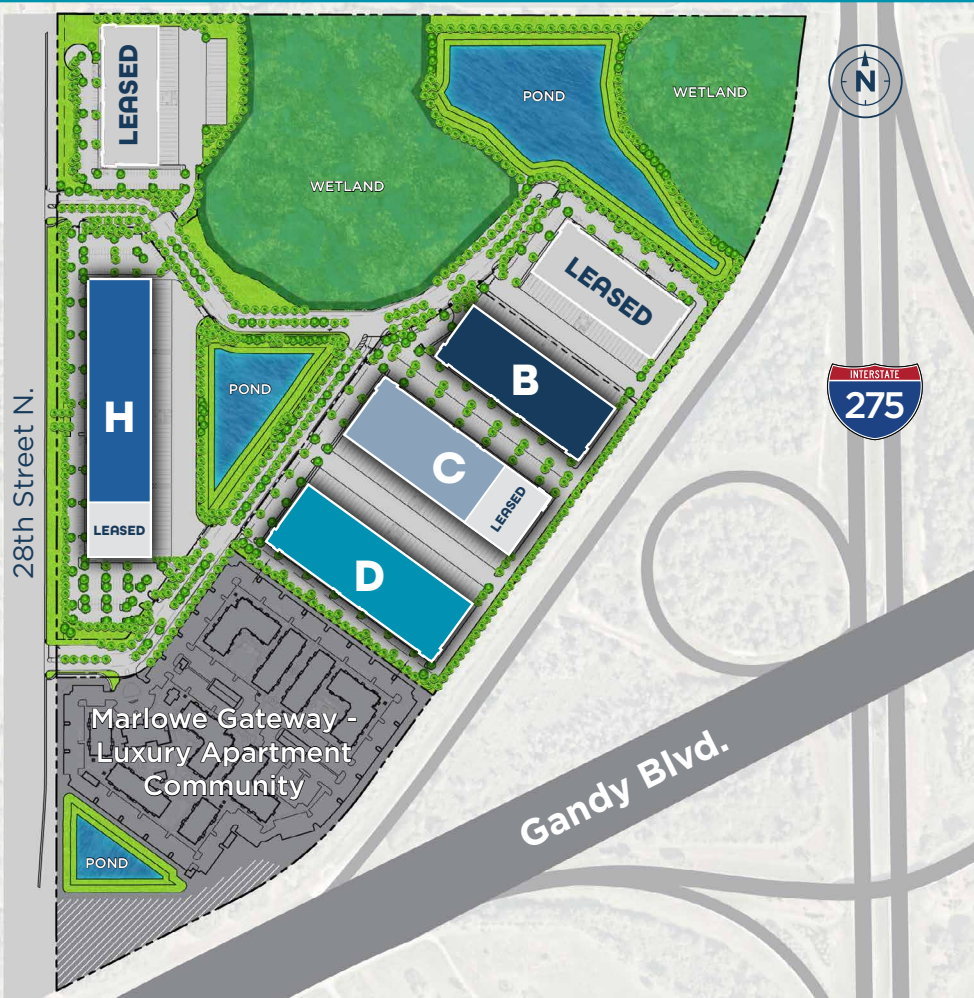 LEASED
POND
WETLAND
N
WETLAND
LEASED
B
INTERSTATE
275
POND
H
C
LEASED
28th Street N.
LEASED
D
Marlowe Gateway -
Luxury Apartment
Community
Gandy Blvd.
POND